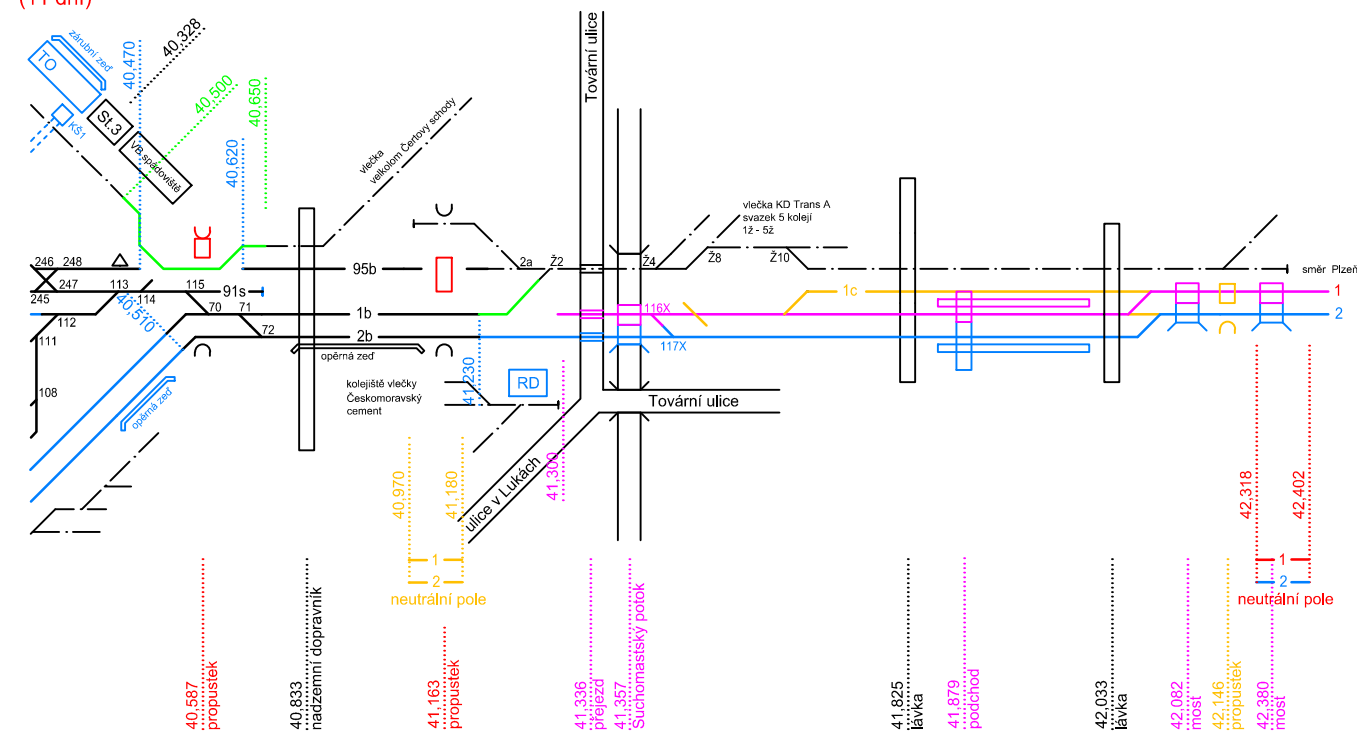 (11 dní)
zárubní zeď
TO
40,470
40,328
St.3
KŠ1
VB spádoviště
40,500
40,650
40,620
vlečka
velkolom Čertovy schody
Tovární ulice
vlečka KD Trans A
svazek 5 kolejí
1ž - 5ž
246
248
95b
2a
Ž2
Ž4
Ž8
Ž10
směr Plzeň
247
245
113
114
115
91s
1c
1
112
111
40,510
70
71
1b
116X
2
72
2b
117X
opěrná zeď
108
opěrná zeď
kolejiště vlečky
Českomoravský
cement
41,230
RD
Tovární ulice
ulice v Lukách
41,300
40,970
41,180
42,318
42,402
1
2
neutrální pole
1
2
neutrální pole
40,587
propustek
40,833
nadzemní dopravník
41,163
propustek
41,336
přejezd
41,357
Suchomastský potok
41,825
lávka
41,879
podchod
42,033
lávka
42,082
most
42,146
propustek
42,380
most